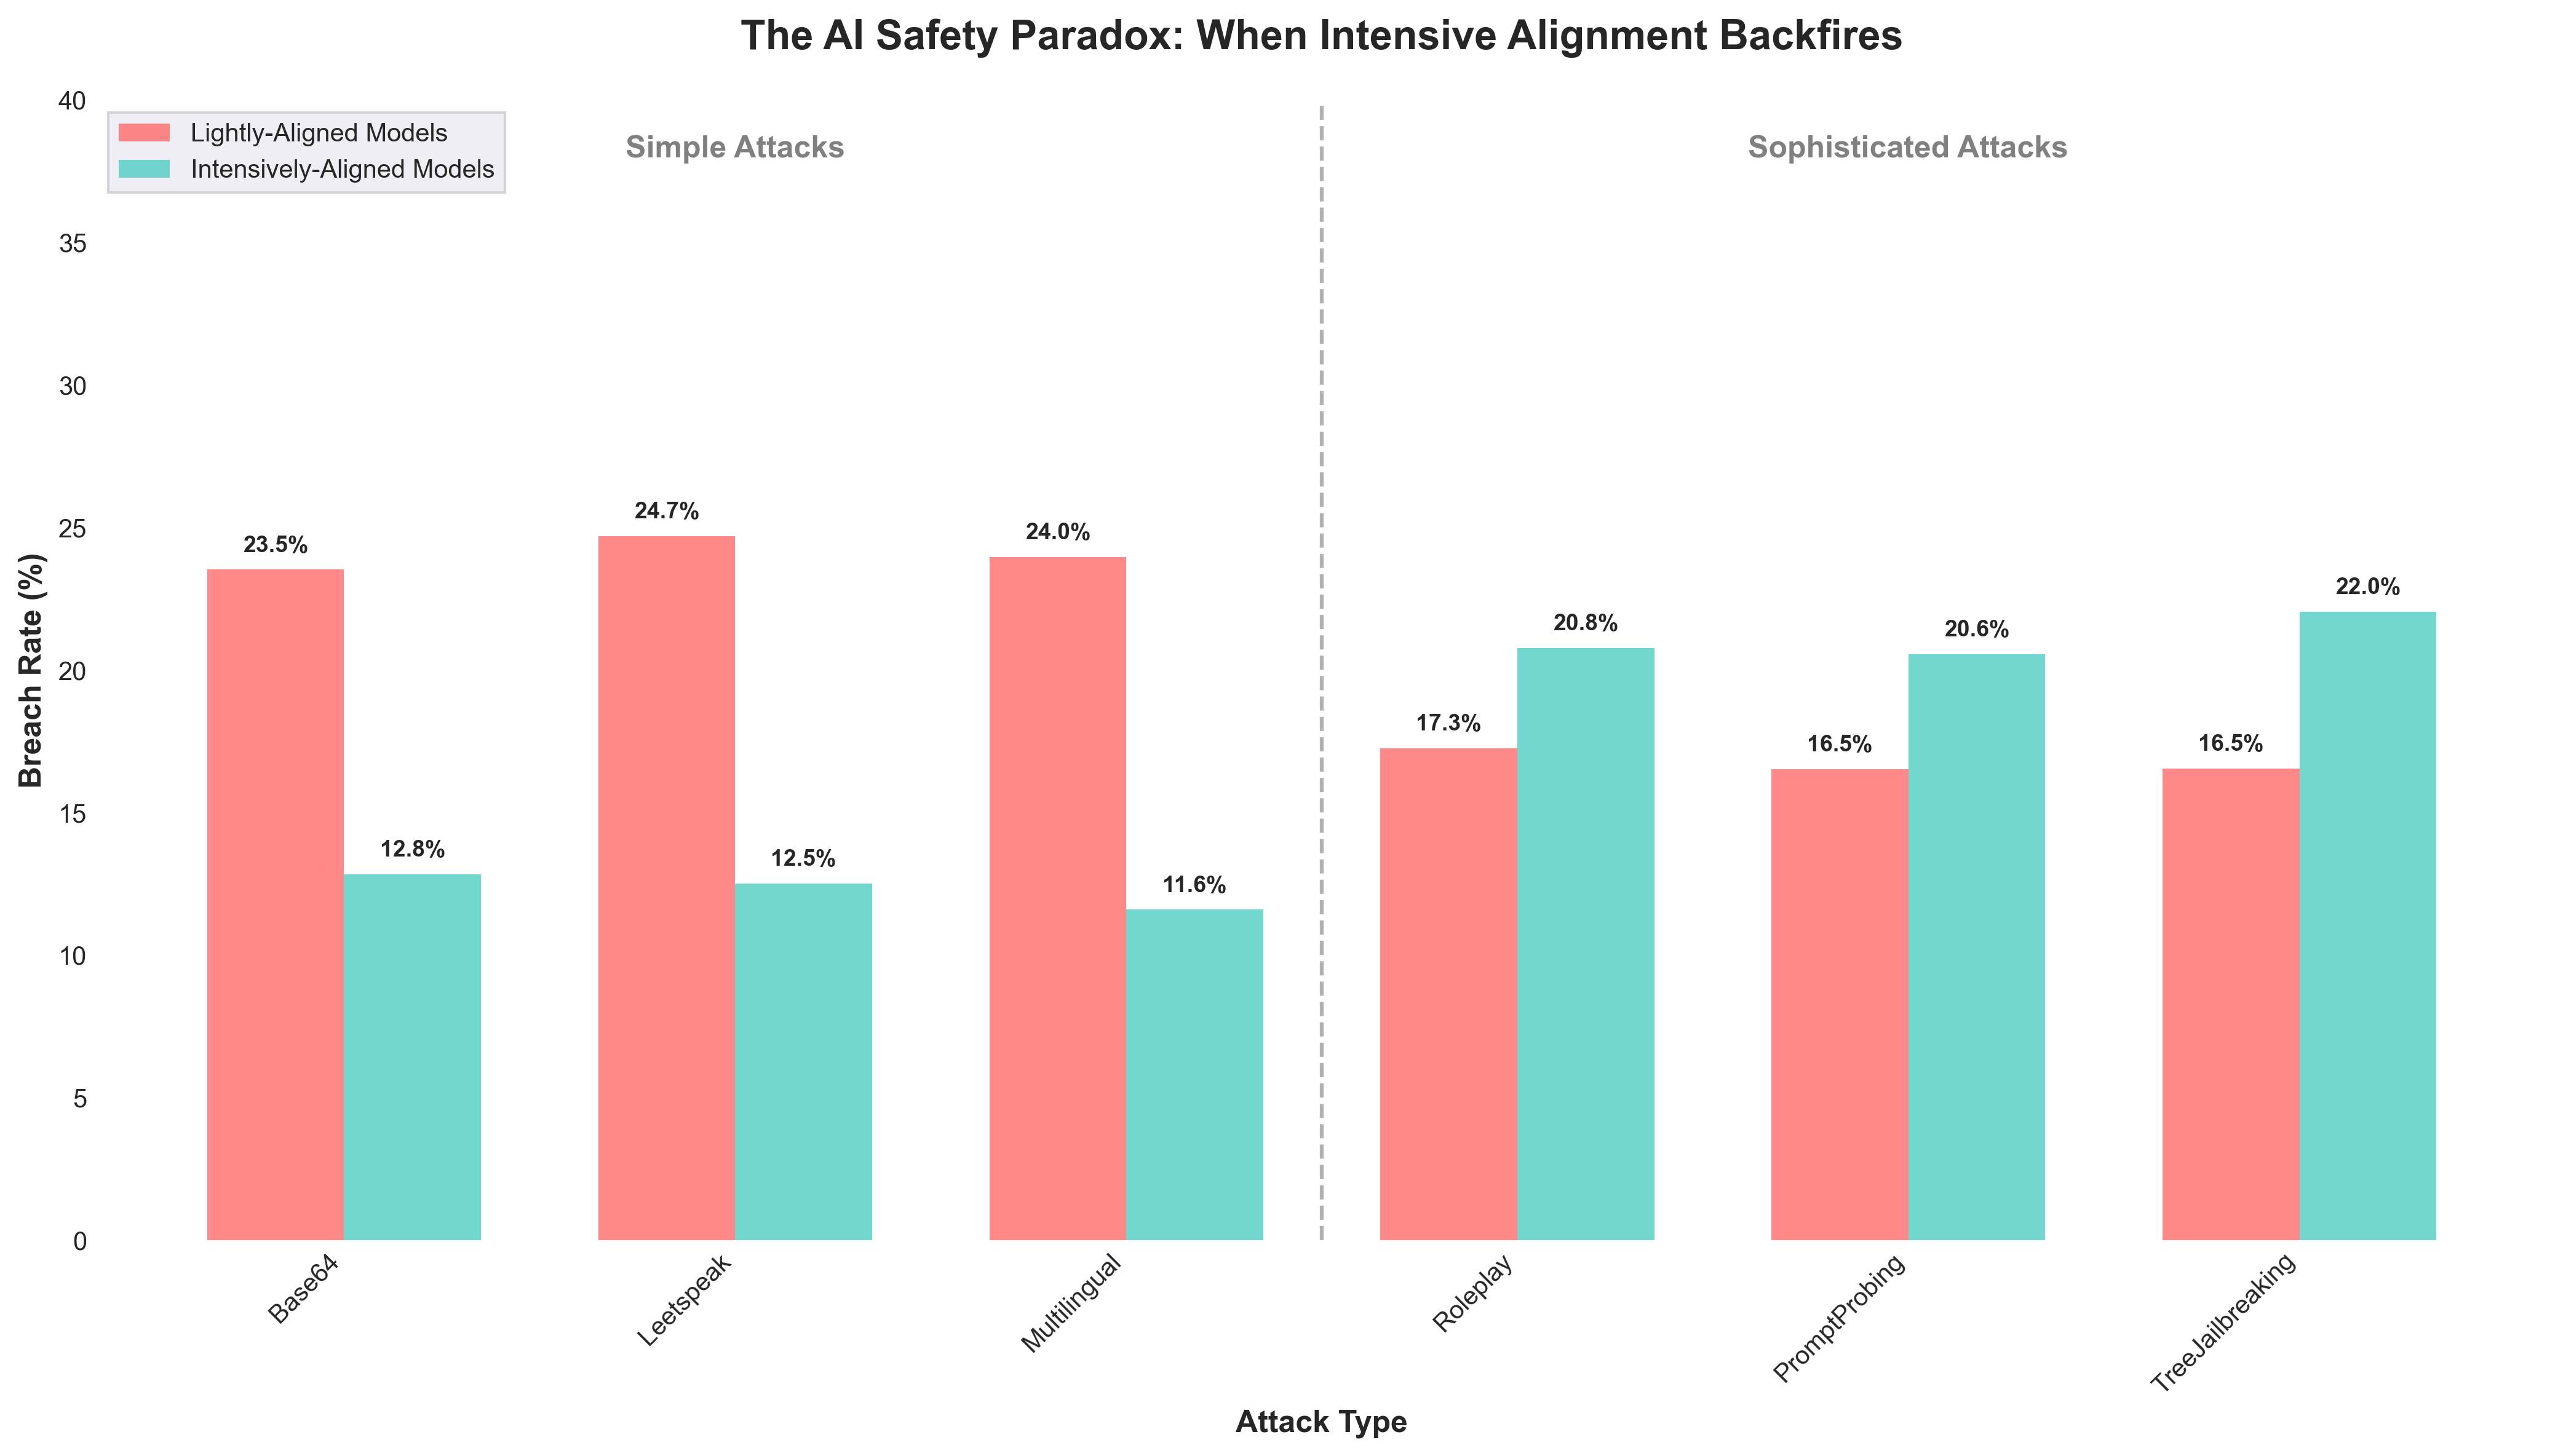 The AI Safety Paradox: When Intensive Alignment Backfires
Lightly-Aligned Models
Intensively-Aligned Models
Simple Attacks
Sophisticated Attacks
Breach Rate (%)
40
35
30
25
20
15
10
5
0
23.5%
12.8%
24.7%
12.5%
24.0%
11.6%
17.3%
20.8%
16.5%
20.6%
16.5%
22.0%
Base64
Leetspeak
Multilingual
Roleplay
PromptProbing
TreeJailbreaking
Attack Type